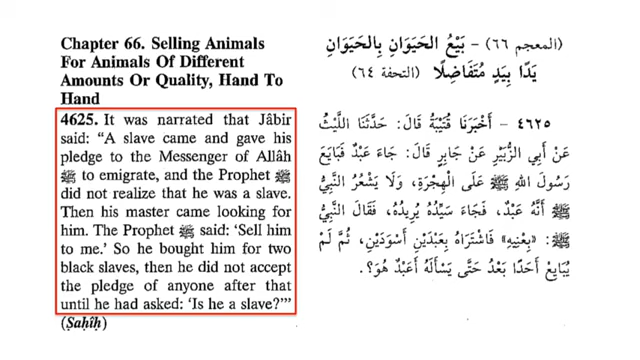 Chapter 66. Selling Animals
For Animals Of Different
Amounts Or Quality, Hand To
Hand
4625. It was narrated that Jâbir
said: "A slave came and gave his
pledge to the Messenger of Allâh
ﷺ to emigrate, and the Prophet ﷺ
did not realize that he was a slave.
Then his master came looking for
him. The Prophet ﷺ said: 'Sell him
to me.' So he bought him for two
black slaves, then he did not accept
the pledge of anyone after that
until he had asked: 'Is he a slave?'"
(Ṣaḥîḥ)
(المعجم ٦٦) - بَيْعُ الحَيَوَانِ بِالحَيَوَانِ
يَدًا بِيَدٍ مُتَفَاضِلًا (التحفة ٦٤)
٤٦٢٥ - أَخْبَرَنَا قُتَيْبَةُ قَالَ: حَدَّثَنَا اللَّيْثُ
عَنْ أَبِي الزُّبَيْرِ عَنْ جَابِرٍ قَالَ: جَاءَ عَبْدٌ فَبَايَعَ
رَسُولَ اللهِ ﷺ عَلَى الْهِجْرَةِ، وَلَا يَشْعُرُ النَّبِيُّ
ﷺ أَنَّهُ عَبْدٌ، فَجَاءَ سَيِّدُهُ يُرِيدُهُ، فَقَالَ النَّبِيُّ
ﷺ: «بِعْنِيهِ» فَاشْتَرَاهُ بِعَبْدَيْنِ أَسْوَدَيْنِ، ثُمَّ لَمْ
يُبَايِعْ أَحَدًا بَعْدُ حَتَّى يَسْأَلَهُ أَعَبْدٌ هُوَ؟.